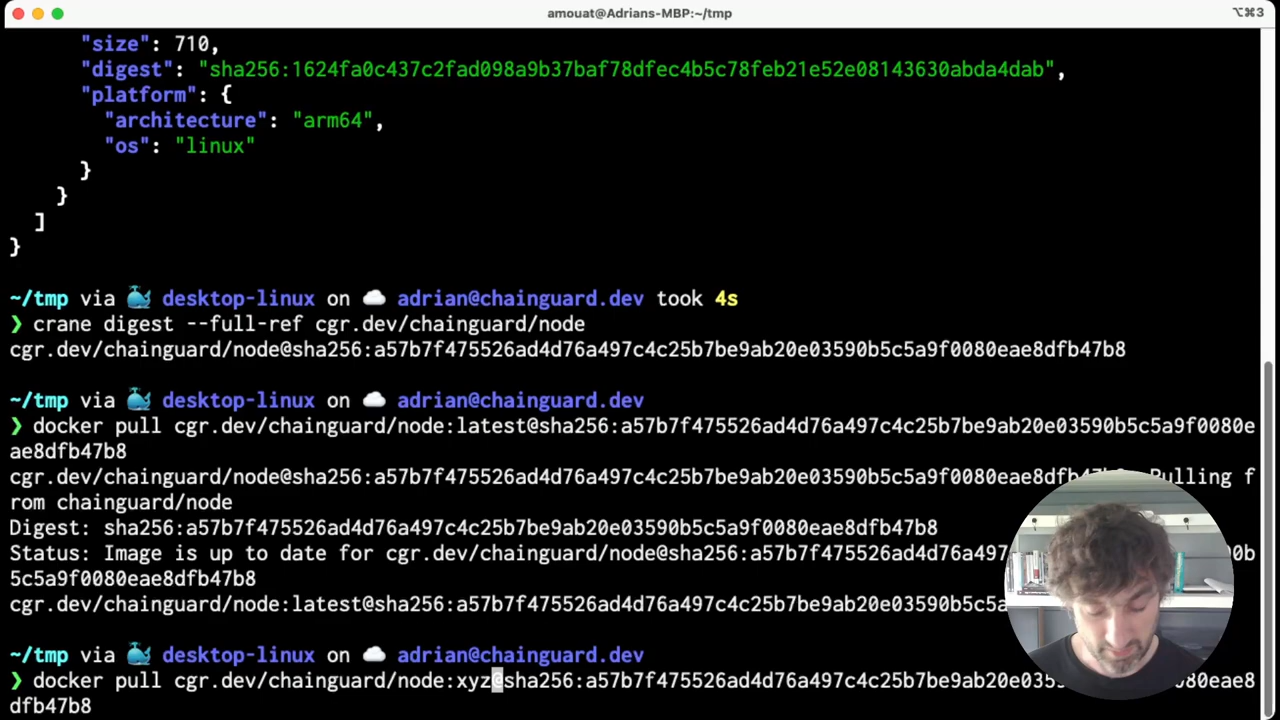 amouat@Adrians-MBP:~/tmp
⌥⌘3
"size": 710,
"digest": "sha256:1624fa0c437c2fad098a9b37baf78dfec4b5c78feb21e52e08143630abda4dab",
"platform": {
"architecture": "arm64",
"os": "linux"
}
}
]
}
~/tmp via 🐳 desktop-linux on ☁️ adrian@chainguard.dev took 4s
❯ crane digest --full-ref cgr.dev/chainguard/node
cgr.dev/chainguard/node@sha256:a57b7f475526ad4d76a497c4c25b7be9ab20e03590b5c5a9f0080eae8dfb47b8
~/tmp via 🐳 desktop-linux on ☁️ adrian@chainguard.dev
❯ docker pull cgr.dev/chainguard/node:latest@sha256:a57b7f475526ad4d76a497c4c25b7be9ab20e03590b5c5a9f0080e
ae8dfb47b8
cgr.dev/chainguard/node@sha256:a57b7f475526ad4d76a497c4c25b7be9ab20e03590b5c5a9f0080eae8dfb47b8: Pulling f
rom chainguard/node
Digest: sha256:a57b7f475526ad4d76a497c4c25b7be9ab20e03590b5c5a9f0080eae8dfb47b8
Status: Image is up to date for cgr.dev/chainguard/node@sha256:a57b7f475526ad4d76a497 0b
5c5a9f0080eae8dfb47b8
cgr.dev/chainguard/node:latest@sha256:a57b7f475526ad4d76a497c4c25b7be9ab20e03590b5c
~/tmp via 🐳 desktop-linux on ☁️ adrian@chainguard.dev
❯ docker pull cgr.dev/chainguard/node:xyz@sha256:a57b7f475526ad4d76a497c4c25b7be9ab20e035 080eae8
dfb47b8